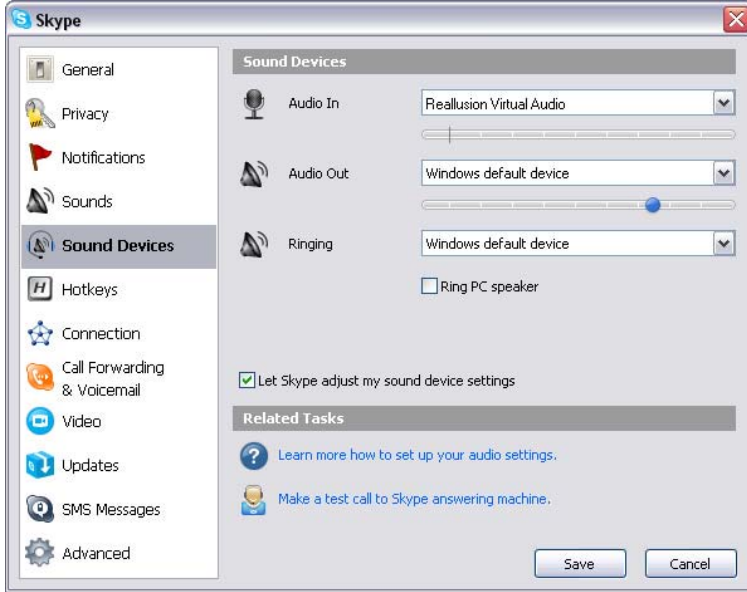 Skype
General
Privacy
Notifications
Sounds
Sound Devices
H Hotkeys
Connection
Call Forwarding
& Voicemail
Video
Updates
SMS Messages
Advanced
Sound Devices
Audio In
Reallusion Virtual Audio
Audio Out
Windows default device
Ringing
Windows default device
Ring PC speaker
Let Skype adjust my sound device settings
Related Tasks
? Learn more how to set up your audio settings.
Make a test call to Skype answering machine.
Save
Cancel